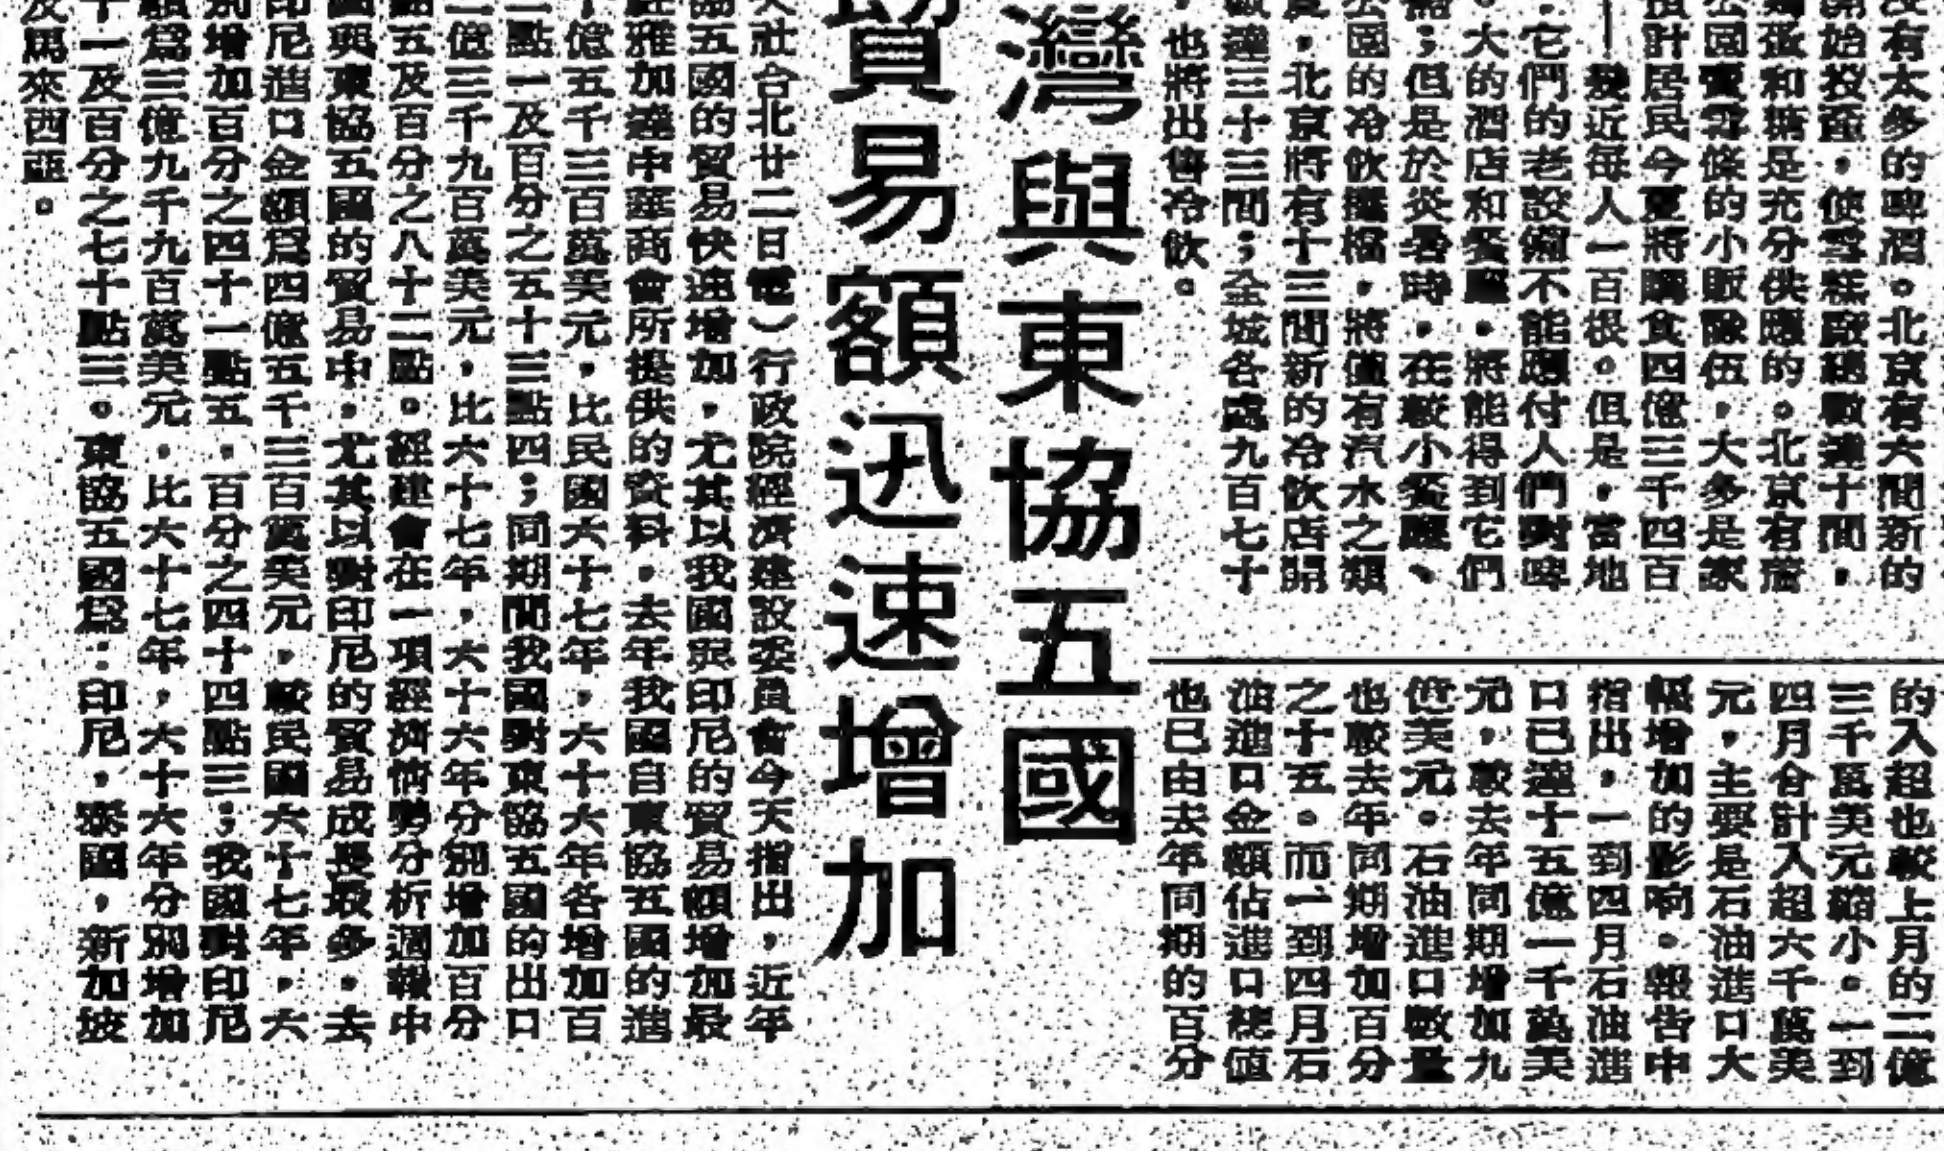 的入超也較上月的二億
三千萬美元縮小。一到
四月合計入超六千萬美
元，主要是石油進口大
幅增加的影响。報告中
指出，一到四月石油進
口已達十五億一千萬美
元，較去年同期增加九
億美元。石油進口數量
也較去年同期增加百分
之十五。而一到四月石
油進口金額佔進口總值
也已由去年同期的百分
有太多的啤酒。北京有六間新的
開始投產，使雪糕廠總數達十間，
蛋和糖是充分供應的。北京有
公園賣雪條的小販隊伍，大多是家
計居民今夏將購食四億三千四百
——幾近每人一百根。但是，當地
它們的老設備不能應付人們對啤
。大的酒店和餐廳，將能得到它們
；但是於炎暑時，在較小餐廳、
公園的冷飲攤檔，將僅有汽水之類
，北京將有十三間新的冷飲店開
達三十三間；全城各處九百七十
，也將出售冷飲。
灣與東協五國
貿易額迅速增加
社台北廿二日電）行政院經濟建設委員會今天指出，近年
協五國的貿易快速增加，尤其以我國與印尼的貿易額增加最
雅加達中華商會所提供的資料，去年我國自東協五國的進
億五千三百萬美元，比民國六十七年，六十六年各增加百
點一及百分之五十三點四；同期間我國對東協五國的出口
億三千九百萬美元，比六十七年，六十六年分別增加百分
五及百分之八十二點。經建會在一項經濟情勢分析週報中
國與東協五國的貿易中，尤其以對印尼的貿易成長最多，去
印尼進口金額為四億五千三百萬美元，較民國六十七年，六
別增加百分之四十一點五，百分之四十四點三；我國對印尼
額為三億九千九百萬美元，比六十七年，六十六年分別增加
十一及百分之七十點三。東協五國為：印尼，泰國，新加坡
及馬來西亞。